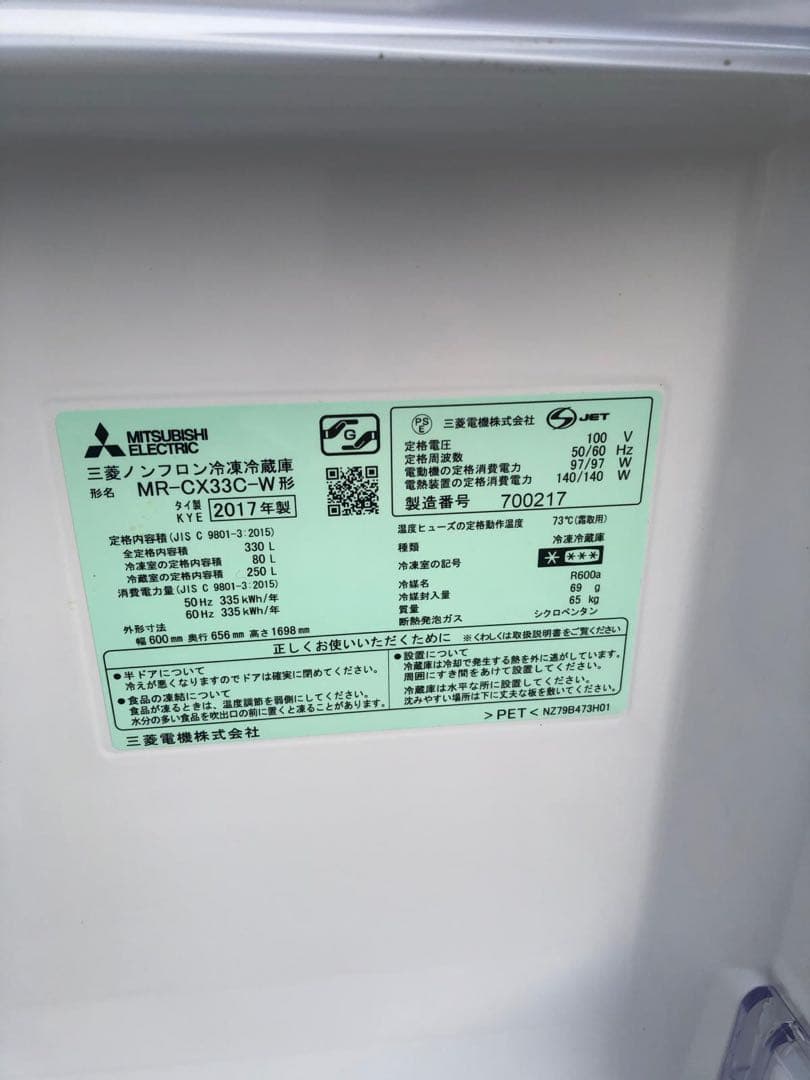 MITSUBISHI
ELECTRIC
三菱ノンフロン冷凍冷蔵庫
形名 MR-CX33C-W形
タイ製
KYE 2017年製
定格内容積(JIS C 9801-3:2015)
全定格内容積 330 L
冷凍室の定格内容積 80 L
冷蔵室の定格内容積 250 L
消費電力量(JIS C 9801-3:2015)
50Hz 335kWh/年
60Hz 335kWh/年
外形寸法
幅600mm 奥行656mm 高さ1698mm
G
PS
E
三菱電機株式会社 S JET
定格電圧 100 V
定格周波数 50/60 Hz
電動機の定格消費電力 97/97 W
電熱装置の定格消費電力 140/140 W
製造番号 700217
温度ヒューズの定格動作温度 73℃(霜取用)
種類 冷凍冷蔵庫
冷凍室の記号 * ***
冷媒名 R600a
冷媒封入量 69 g
質量 65 kg
断熱発泡ガス シクロペンタン
正しくお使いいただくために ※くわしくは取扱説明書をご覧ください
●半ドアについて
冷えが悪くなりますのでドアは確実に閉めてください。
●食品の凍結について
食品が凍るときは、温度調節を弱側にしてください。
水分の多い食品を吹出口の前に置くと凍ることがあります。
●設置について
冷蔵庫は冷却で発生する熱を外に逃がしています。
周囲にすき間をあけて設置してください。
冷蔵庫は水平な所に設置してください。
沈みやすい場所は下に丈夫な板を敷いてください。
三菱電機株式会社
>PET< NZ79B473H01